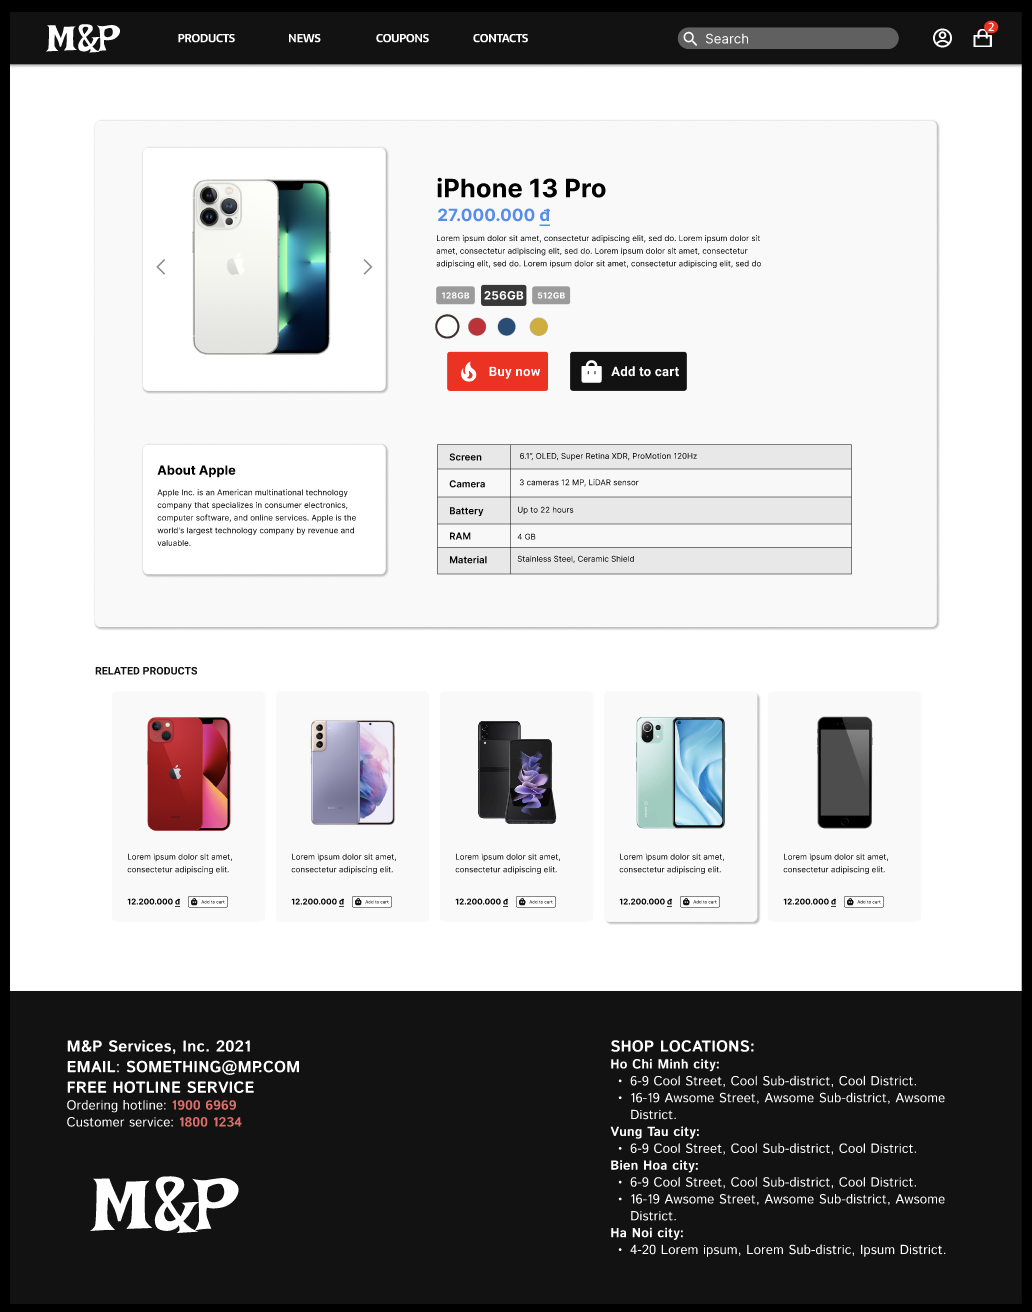 M&P PRODUCTS NEWS COUPONS CONTACTS Search 2
iPhone 13 Pro
27.000.000 đ
Lorem ipsum dolor sit amet, consectetur adipiscing elit, sed do. Lorem ipsum dolor sit
amet, consectetur adipiscing elit, sed do. Lorem ipsum dolor sit amet, consectetur
adipiscing elit, sed do. Lorem ipsum dolor sit amet, consectetur adipiscing elit, sed do
128GB 256GB 512GB
Buy now Add to cart
About Apple
Apple Inc. is an American multinational technology
company that specializes in consumer electronics,
computer software, and online services. Apple is the
world's largest technology company by revenue and
valuable.
Screen 6.1", OLED, Super Retina XDR, ProMotion 120Hz
Camera 3 cameras 12 MP, LiDAR sensor
Battery Up to 22 hours
RAM 4 GB
Material Stainless Steel, Ceramic Shield
RELATED PRODUCTS
Lorem ipsum dolor sit amet,
consectetur adipiscing elit.
12.200.000 đ Add to cart
Lorem ipsum dolor sit amet,
consectetur adipiscing elit.
12.200.000 đ Add to cart
Lorem ipsum dolor sit amet,
consectetur adipiscing elit.
12.200.000 đ Add to cart
Lorem ipsum dolor sit amet,
consectetur adipiscing elit.
12.200.000 đ Add to cart
Lorem ipsum dolor sit amet,
consectetur adipiscing elit.
12.200.000 đ Add to cart
M&P Services, Inc. 2021
EMAIL: SOMETHING@MP.COM
FREE HOTLINE SERVICE
Ordering hotline: 1900 6969
Customer service: 1800 1234
M&P
SHOP LOCATIONS:
Ho Chi Minh city:
• 6-9 Cool Street, Cool Sub-district, Cool District.
• 16-19 Awsome Street, Awsome Sub-district, Awsome
District.
Vung Tau city:
• 6-9 Cool Street, Cool Sub-district, Cool District.
Bien Hoa city:
• 6-9 Cool Street, Cool Sub-district, Cool District.
• 16-19 Awsome Street, Awsome Sub-district, Awsome
District.
Ha Noi city:
• 4-20 Lorem ipsum, Lorem Sub-distric, Ipsum District.